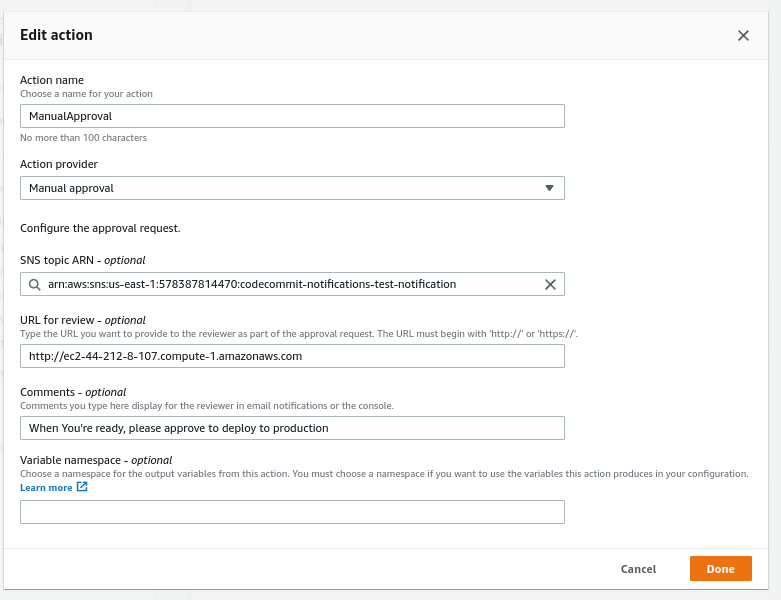 Edit action
Action name
Choose a name for your action
ManualApproval
No more than 100 characters
Action provider
Manual approval
Configure the approval request.
SNS topic ARN - optional
arn:aws:sns:us-east-1:578387814470:codecommit-notifications-test-notification
URL for review - optional
Type the URL you want to provide to the reviewer as part of the approval request. The URL must begin with 'http://' or 'https://'.
http://ec2-44-212-8-107.compute-1.amazonaws.com
Comments - optional
Comments you type here display for the reviewer in email notifications or the console.
When You're ready, please approve to deploy to production
Variable namespace - optional
Choose a namespace for the output variables from this action. You must choose a namespace if you want to use the variables this action produces in your configuration.
Learn more
Cancel
Done